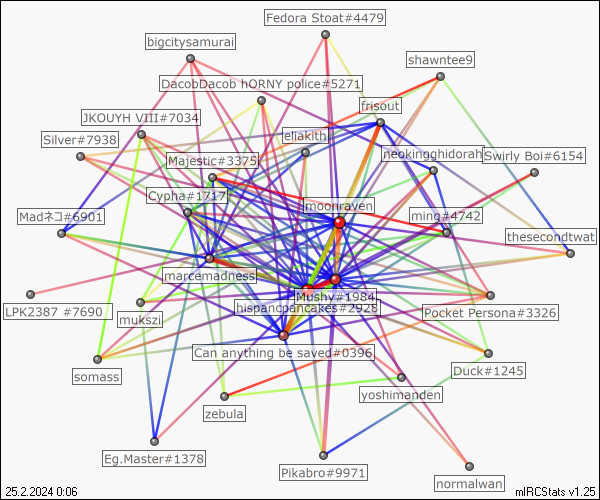 Fedora Stoat#4479
bigcitysamurai
shawntee9
DacobDacob hORNY police#5271
frisout
JKOUYH VIII#7034
Silver#7938
eliakith
neokingghidorah
Majestic#3375
Swirly Boi#6154
Cypha#1717
moonraven
Madネコ#6901
ming#4742
thesecondtwat
marcemadness
Mushy#1984
LPK2387 #7690
mukszi
hispanopancakes#2928
Pocket Persona#3326
Can anything be saved#0396
somass
Duck#1245
yoshimanden
zebula
Eg.Master#1378
Pikabro#9971
normalwan
25.2.2024 0:06
mIRCStats v1.25